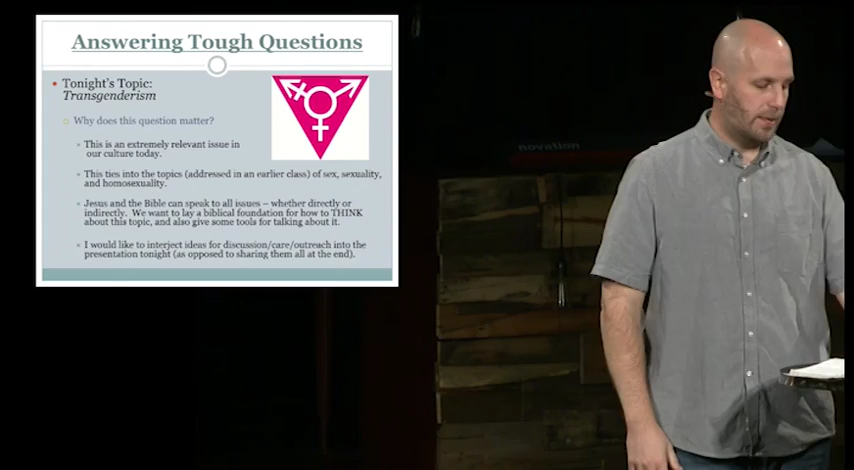 Answering Tough Questions
Tonight's Topic:
Transgenderism
Why does this question matter?
This is an extremely relevant issue in
our culture today.
This ties into the topics (addressed in an earlier class) of sex, sexuality,
and homosexuality.
Jesus and the Bible can speak to all issues – whether directly or
indirectly. We want to lay a biblical foundation for how to THINK
about this topic, and also give some tools for talking about it.
I would like to interject ideas for discussion/care/outreach into the
presentation tonight (as opposed to sharing them all at the end).